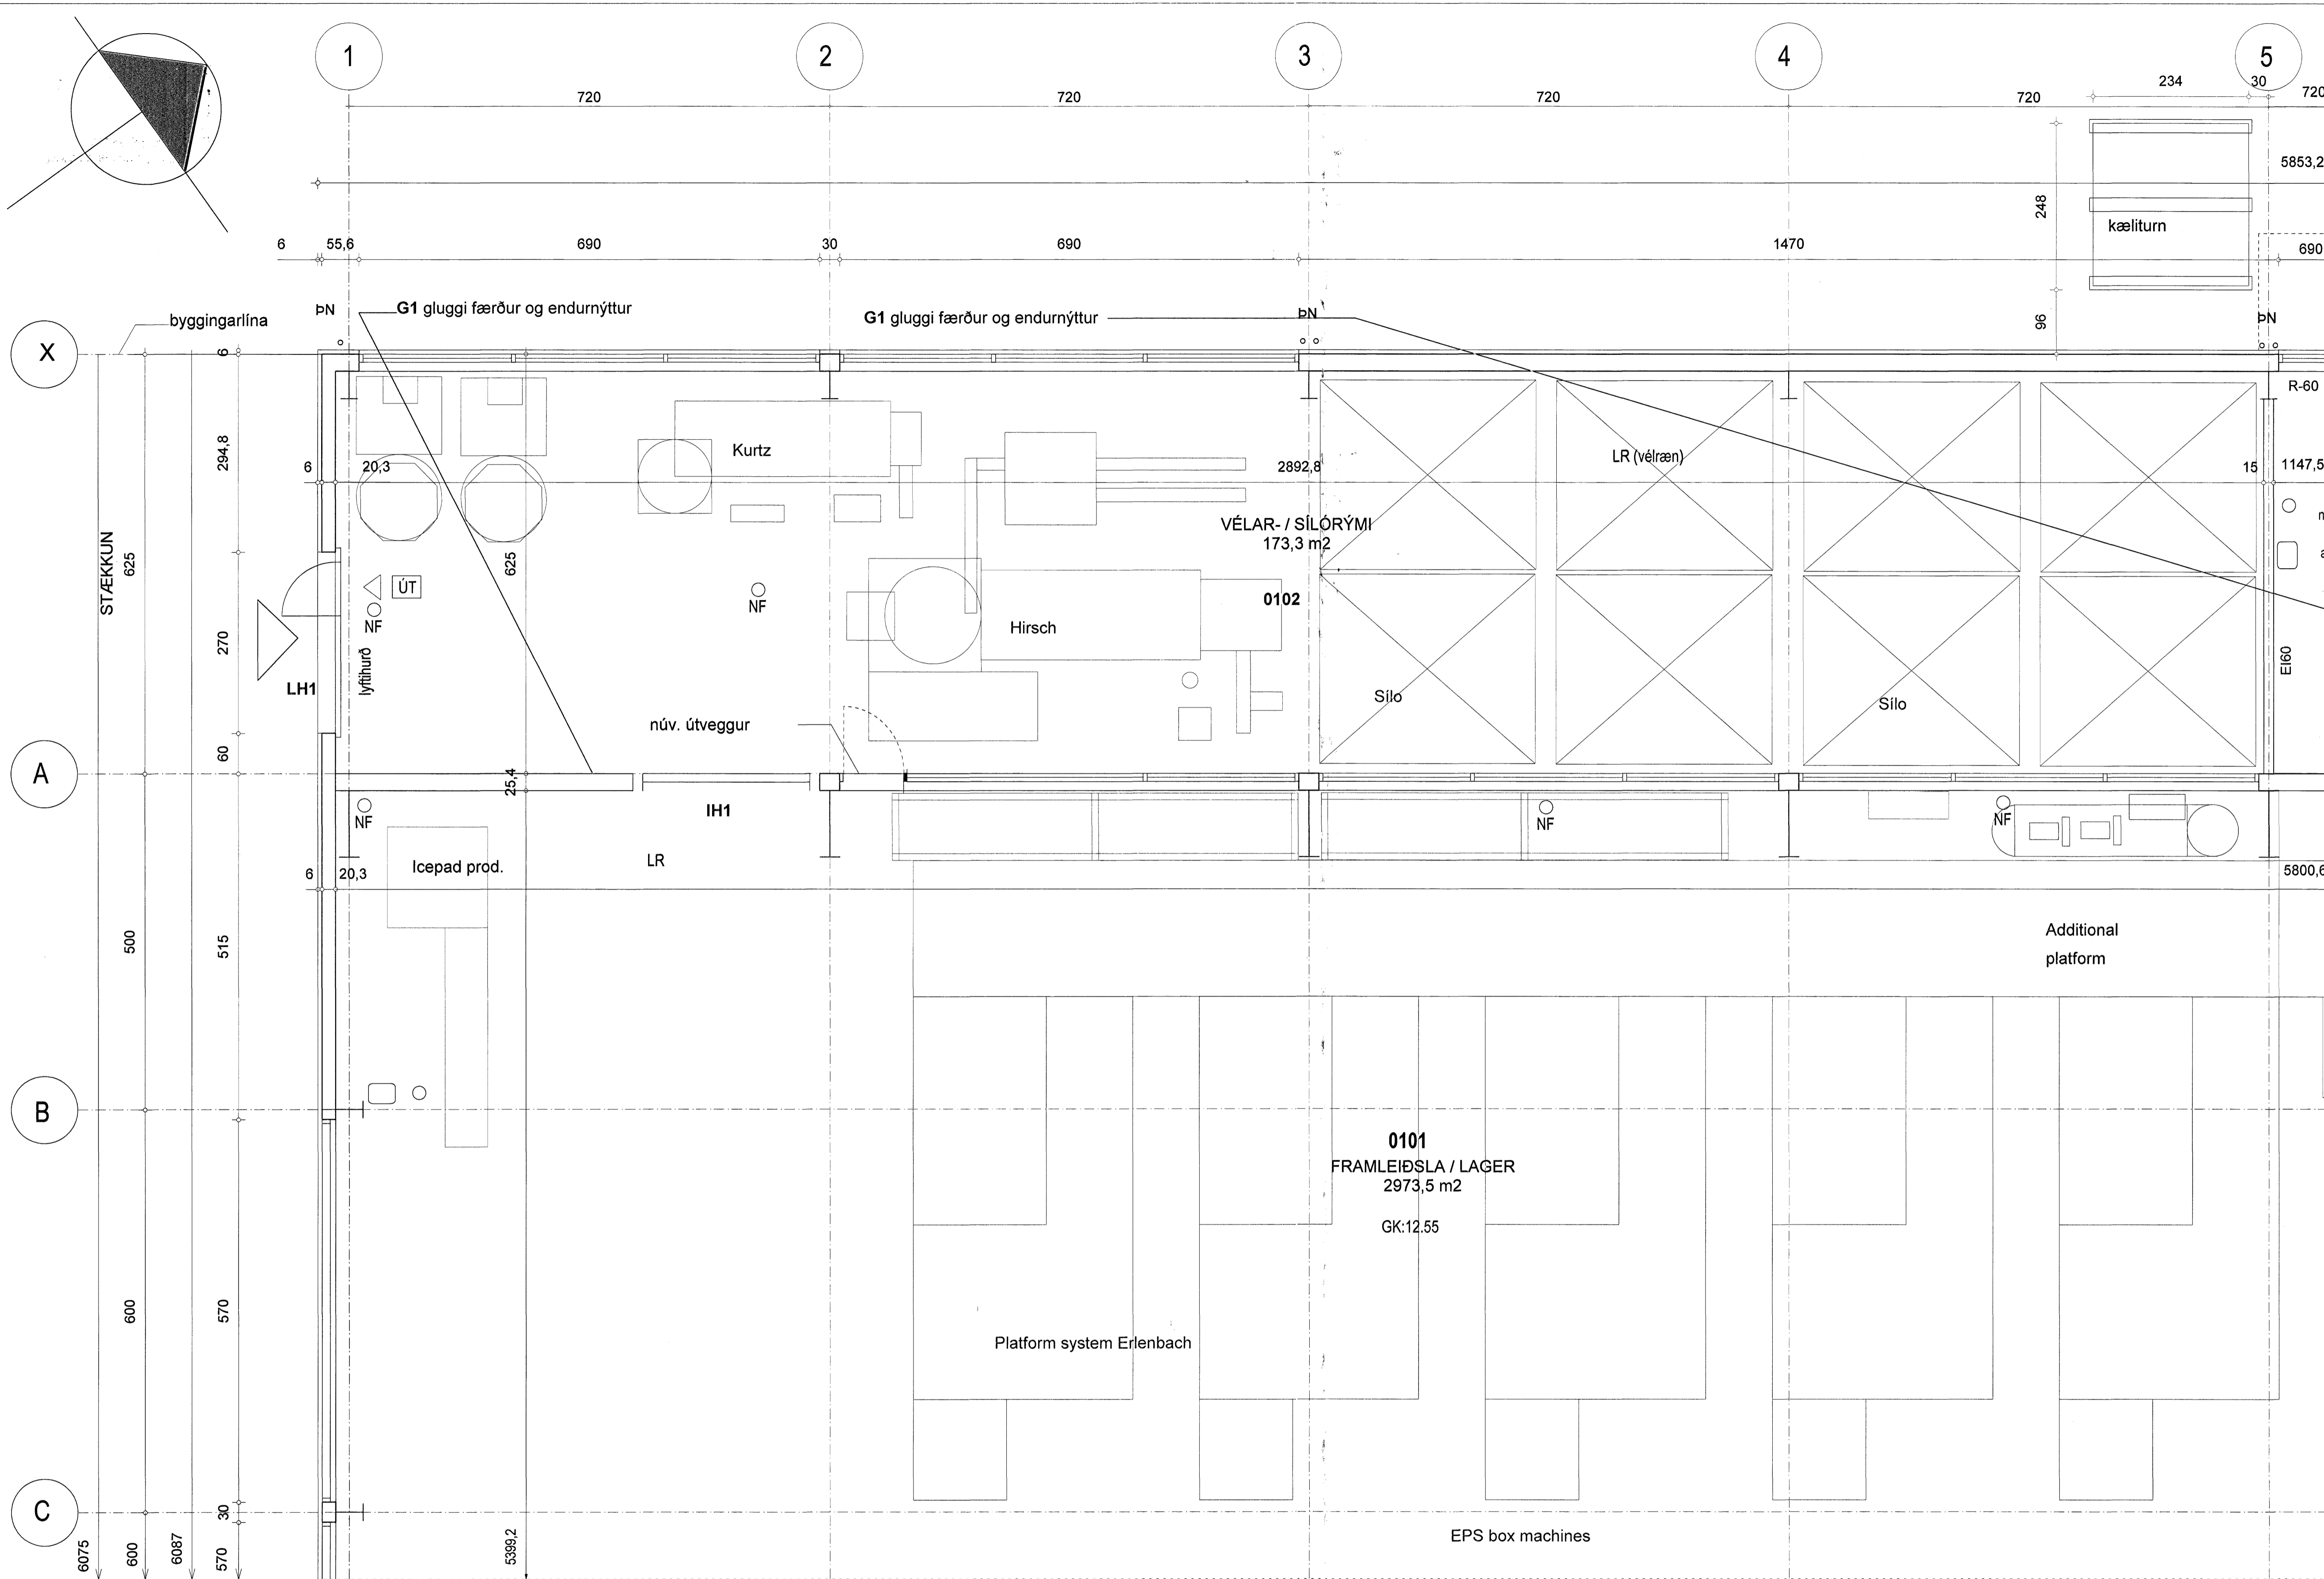 1
2
3
4
5
720
720
720
720
234
30
720
5853,2
248
kæliturn
6
55,6
690
30
690
1470
690
96
byggingarlína
ÞN
G1 gluggi færður og endurnýttur
G1 gluggi færður og endurnýttur
ÞN
ÞN
X
6
R-60
294,8
6
20,3
Kurtz
2892,8
LR (vélræn)
15
1147,5
VÉLAR- / SÍLÓRÝMI
173,3 m2
STÆKKUN
625
625
ÚT
NF
NF
0102
270
lyftihurð
Hirsch
EI60
LH1
Sílo
Sílo
núv. útveggur
60
A
25,4
NF
IH1
NF
NF
6
20,3
Icepad prod.
LR
5800,6
500
515
Additional
platform
B
0101
FRAMLEIÐSLA / LAGER
2973,5 m2
GK:12.55
600
570
Platform system Erlenbach
C
30
6075
600
6087
570
5399,2
EPS box machines